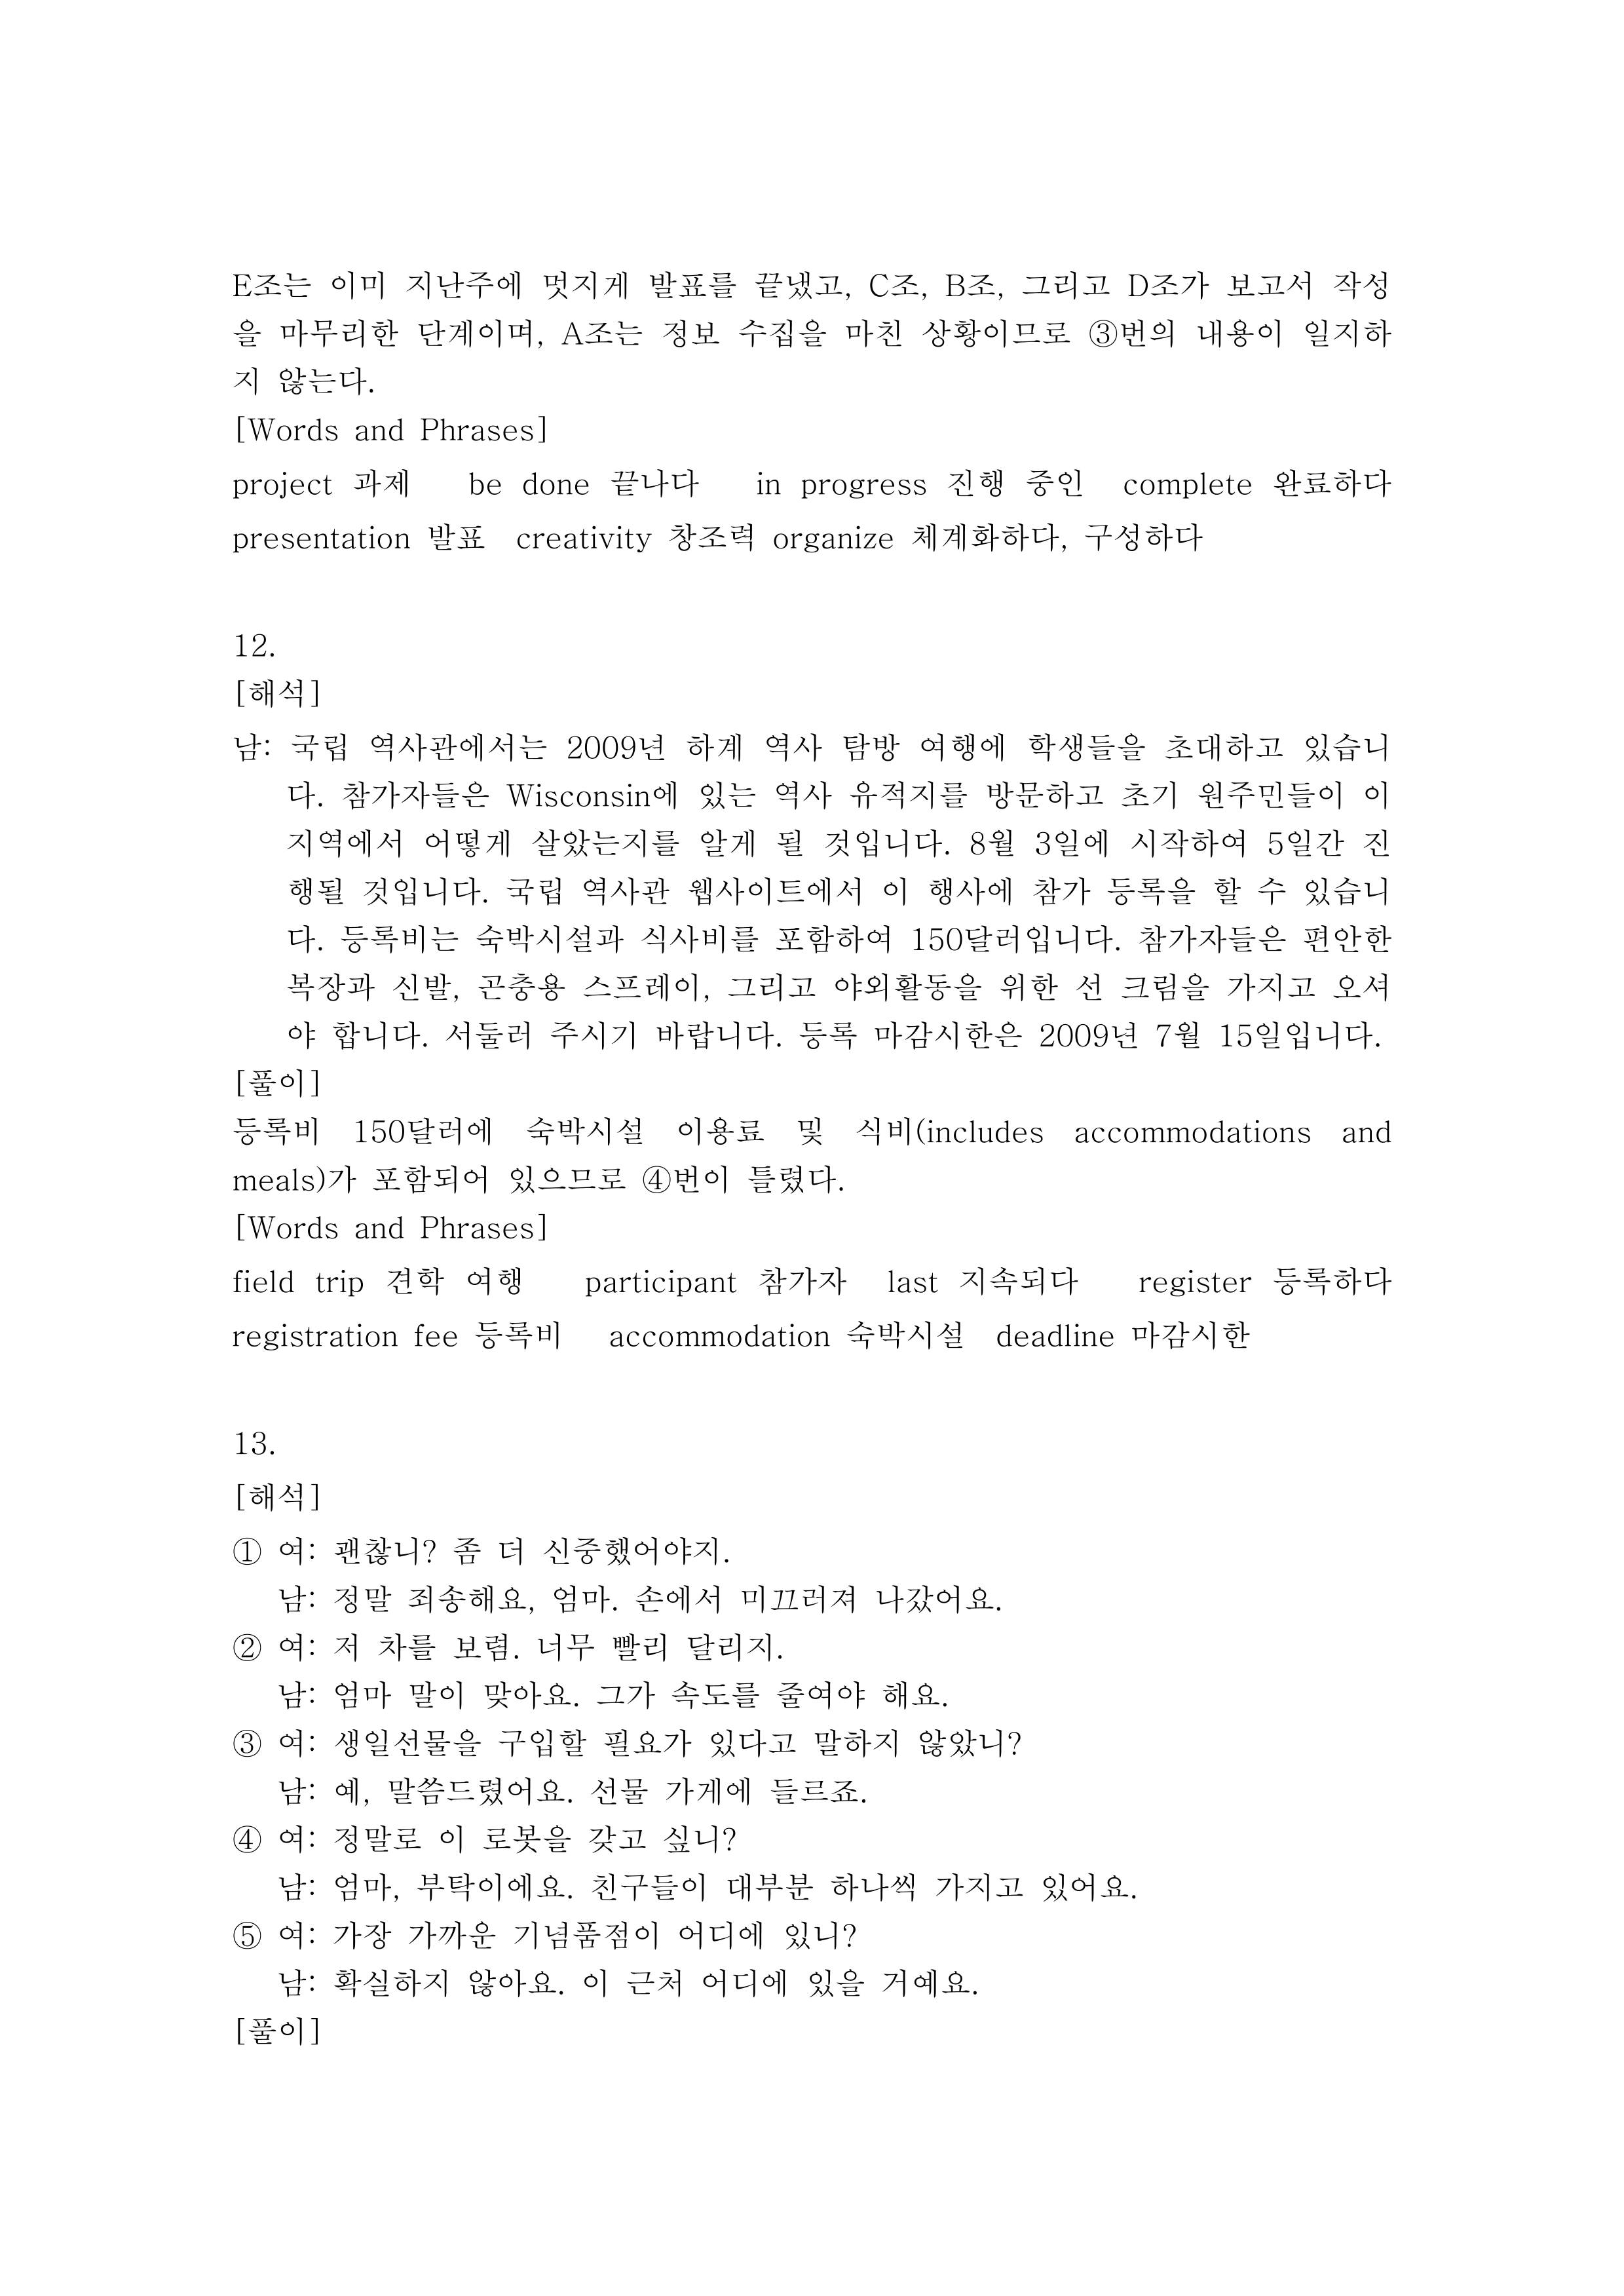 E조는 이미 지난주에 멋지게 발표를 끝냈고, C조, B조, 그리고 D조가 보고서 작성
을 마무리한 단계이며, A조는 정보 수집을 마친 상황이므로 ③번의 내용이 일지하
지 않는다.
[Words and Phrases]
project 과제 be done 끝나다 in progress 진행 중인 complete 완료하다
presentation 발표 creativity 창조력 organize 체계화하다, 구성하다
12.
[해석]
남: 국립 역사관에서는 2009년 하계 역사 탐방 여행에 학생들을 초대하고 있습니
다. 참가자들은 Wisconsin에 있는 역사 유적지를 방문하고 초기 원주민들이 이
지역에서 어떻게 살았는지를 알게 될 것입니다. 8월 3일에 시작하여 5일간 진
행될 것입니다. 국립 역사관 웹사이트에서 이 행사에 참가 등록을 할 수 있습니
다. 등록비는 숙박시설과 식사비를 포함하여 150달러입니다. 참가자들은 편안한
복장과 신발, 곤충용 스프레이, 그리고 야외활동을 위한 선 크림을 가지고 오셔
야 합니다. 서둘러 주시기 바랍니다. 등록 마감시한은 2009년 7월 15일입니다.
[풀이]
등록비 150달러에 숙박시설 이용료 및 식비(includes accommodations and
meals)가 포함되어 있으므로 ④번이 틀렸다.
[Words and Phrases]
field trip 견학 여행 participant 참가자 last 지속되다 register 등록하다
registration fee 등록비 accommodation 숙박시설 deadline 마감시한
13.
[해석]
① 여: 괜찮니? 좀 더 신중했어야지.
남: 정말 죄송해요, 엄마. 손에서 미끄러져 나갔어요.
② 여: 저 차를 보렴. 너무 빨리 달리지.
남: 엄마 말이 맞아요. 그가 속도를 줄여야 해요.
③ 여: 생일선물을 구입할 필요가 있다고 말하지 않았니?
남: 예, 말씀드렸어요. 선물 가게에 들르죠.
④ 여: 정말로 이 로봇을 갖고 싶니?
남: 엄마, 부탁이에요. 친구들이 대부분 하나씩 가지고 있어요.
⑤ 여: 가장 가까운 기념품점이 어디에 있니?
남: 확실하지 않아요. 이 근처 어디에 있을 거예요.
[풀이]